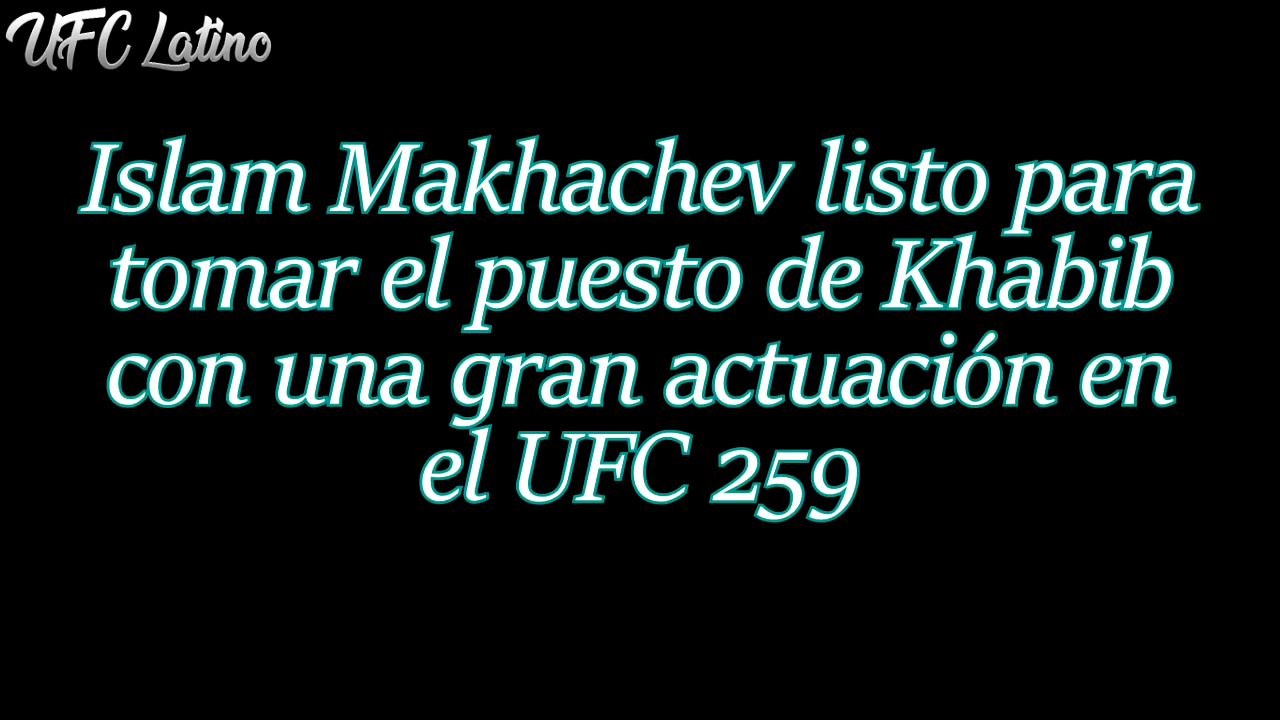 UFC Latino
Islam Makhachev listo para
tomar el puesto de Khabib
con una gran actuación en
el UFC 259